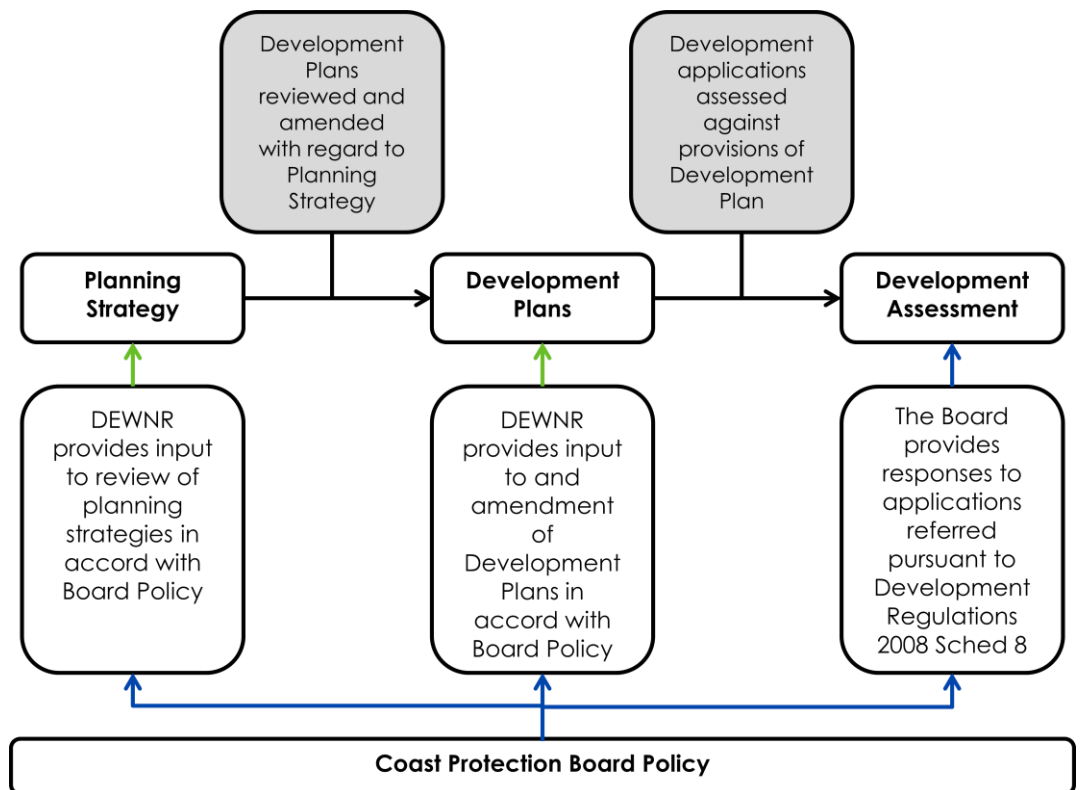 Development
Plans
reviewed and
amended
with regard to
Planning
Strategy
Development
applications
assessed
against
provisions of
Development
Plan
Planning
Strategy
Development
Plans
Development
Assessment
DEWNR
provides input
to review of
planning
strategies in
accord with
Board Policy
DEWNR
provides input
to and
amendment
of
Development
Plans in
accord with
Board Policy
The Board
provides
responses to
applications
referred
pursuant to
Development
Regulations
2008 Sched 8
Coast Protection Board Policy